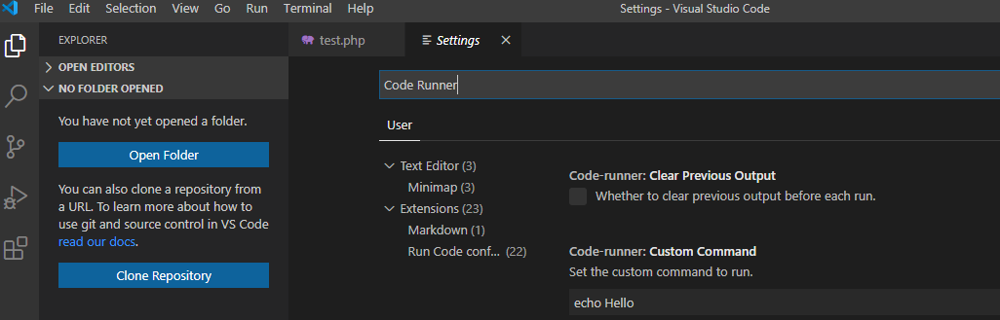 File Edit Selection View Go Run Terminal Help Settings - Visual Studio Code
EXPLORER
OPEN EDITORS
NO FOLDER OPENED
You have not yet opened a folder.
Open Folder
You can also clone a repository from
a URL. To learn more about how to
use git and source control in VS Code
read our docs.
Clone Repository
test.php Settings
Code Runner
User
Text Editor (3)
Minimap (3)
Extensions (23)
Markdown (1)
Run Code conf... (22)
Code-runner: Clear Previous Output
Whether to clear previous output before each run.
Code-runner: Custom Command
Set the custom command to run.
echo Hello